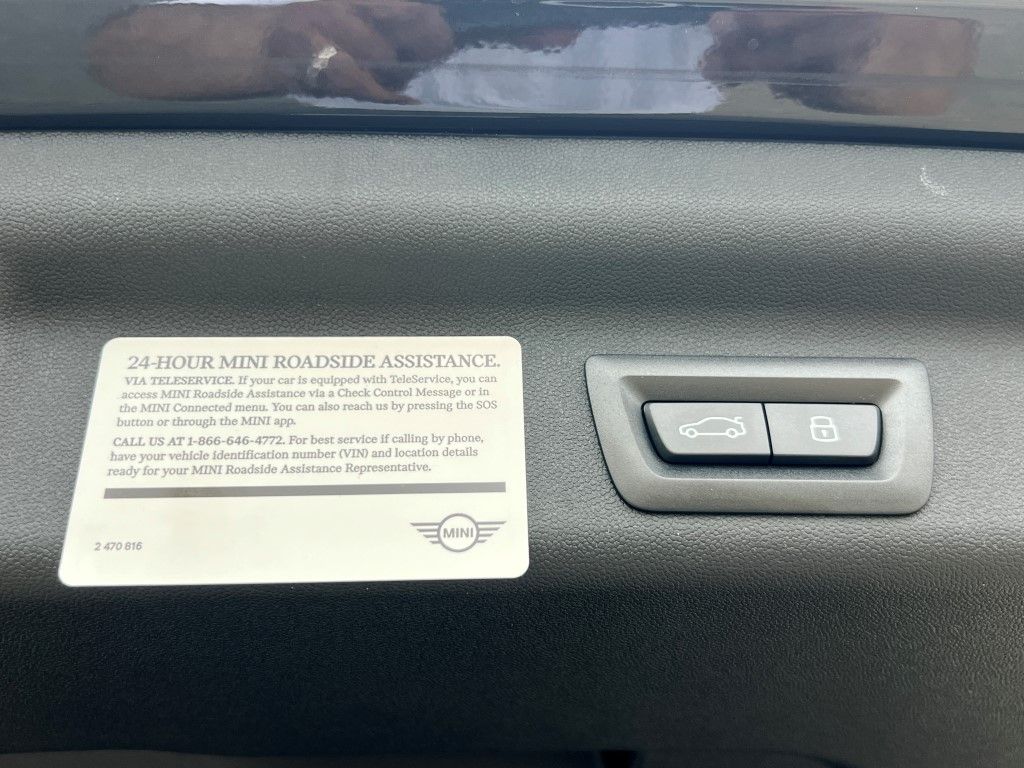 24-HOUR MINI ROADSIDE ASSISTANCE.
VIA TELESERVICE. If your car is equipped with TeleService, you can
access MINI Roadside Assistance via a Check Control Message or in
the MINI Connected menu. You can also reach us by pressing the SOS
button or through the MINI app.
CALL US AT 1-866-646-4772. For best service if calling by phone,
have your vehicle identification number (VIN) and location details
ready for your MINI Roadside Assistance Representative.
MINI
2 470 816